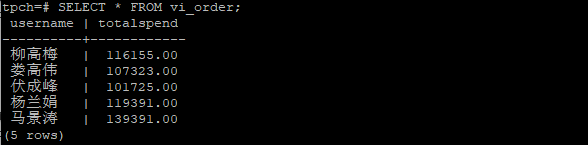 tpch=# SELECT * FROM vi_order;
username | totalspend
----------+------------
柳高梅 | 116155.00
娄高伟 | 107323.00
伏成峰 | 101725.00
杨兰娟 | 119391.00
马景涛 | 139391.00
(5 rows)